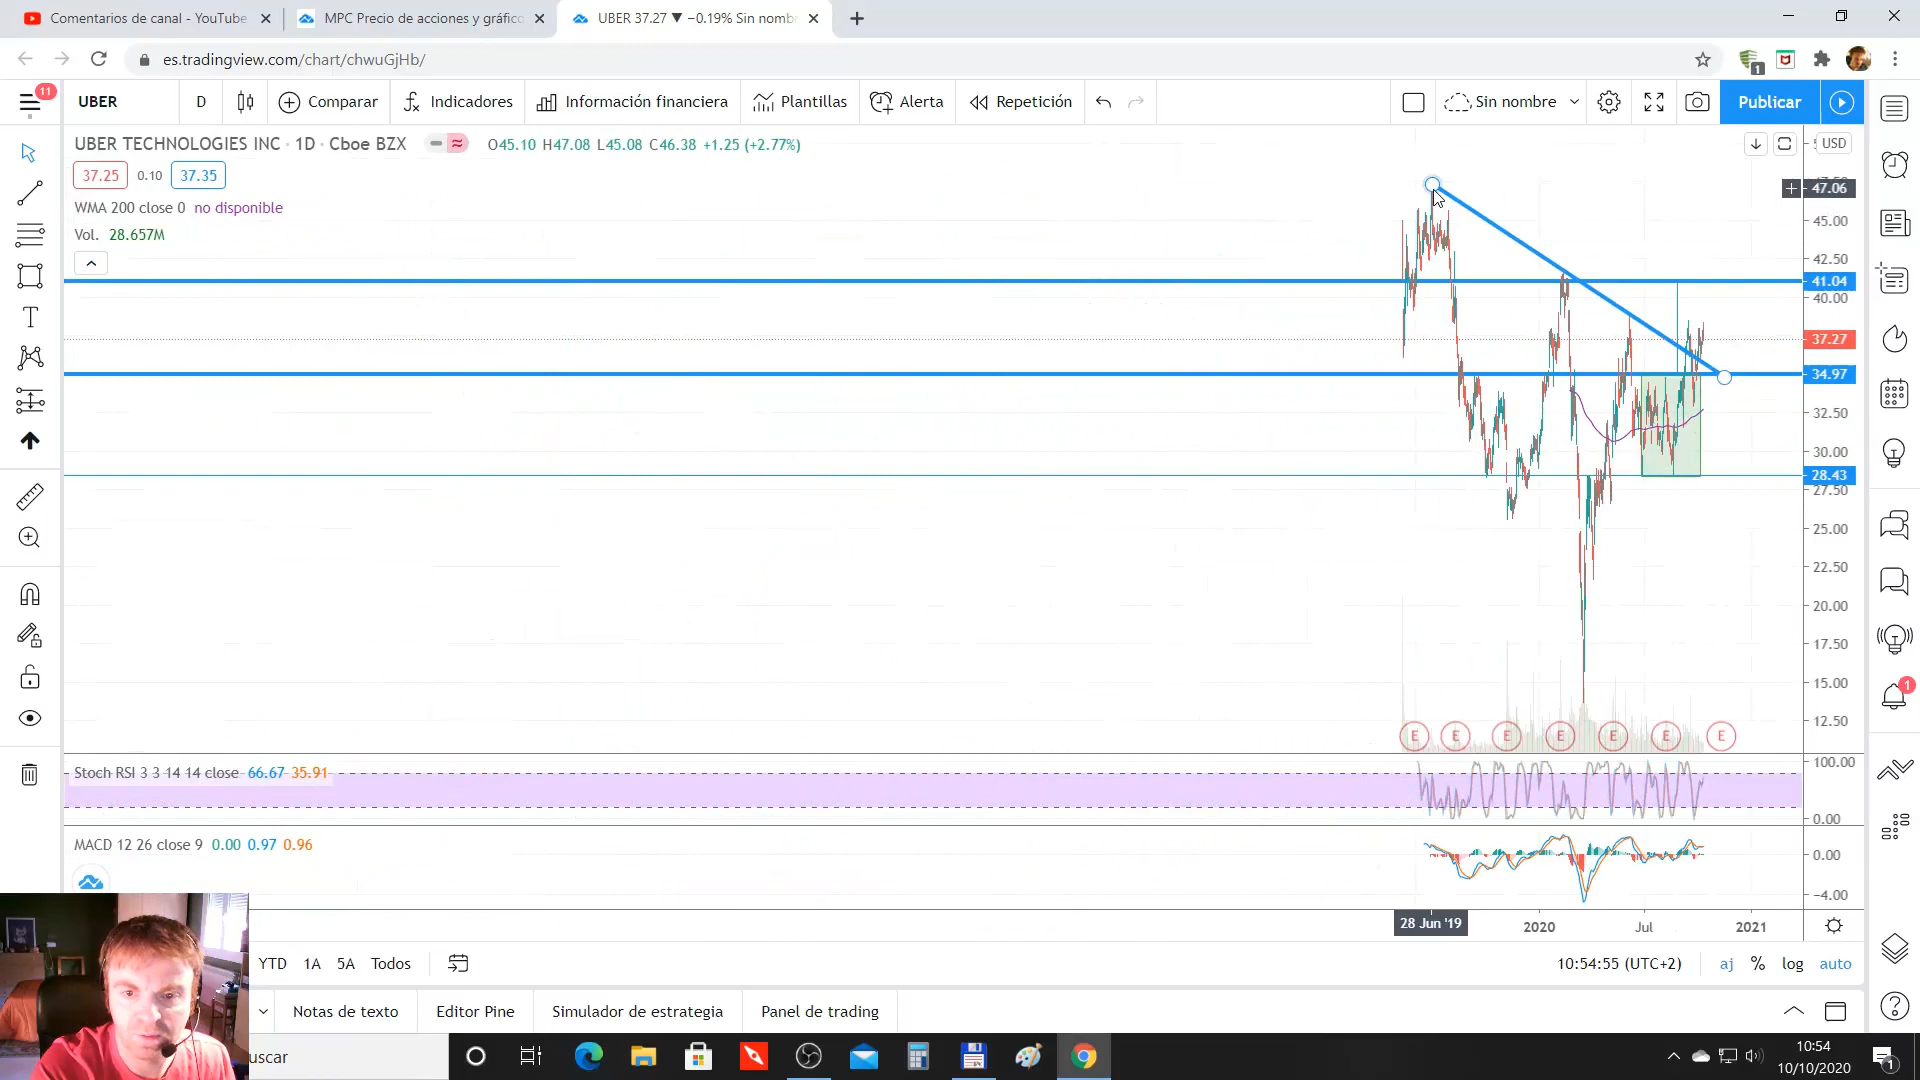 Comentarios de canal - YouTube
MPC Precio de acciones y gráfico
UBER 37.27 ▼ −0.19% Sin nomb
es.tradingview.com/chart/chwuGjHb/
1
11
UBER
D
Comparar
Indicadores
Información financiera
Plantillas
Alerta
Repetición
Sin nombre
Publicar
UBER TECHNOLOGIES INC · 1D · Cboe BZX
O45.10 H47.08 L45.08 C46.38 +1.25 (+2.77%)
USD
37.25
0.10
37.35
47.06
WMA 200 close 0 no disponible
45.00
Vol. 28.657M
42.50
41.04
40.00
37.27
34.97
32.50
30.00
28.43
27.50
25.00
22.50
20.00
17.50
15.00
1
12.50
E E E E E E E
Stoch RSI 3 3 14 14 close 66.67 35.91
100.00
0.00
MACD 12 26 close 9 0.00 0.97 0.96
0.00
−4.00
28 Jun '19
2020
Jul
2021
YTD 1A 5A Todos
10:54:55 (UTC+2)
aj % log auto
Notas de texto
Editor Pine
Simulador de estrategia
Panel de trading
uscar
10:54
10/10/2020
1